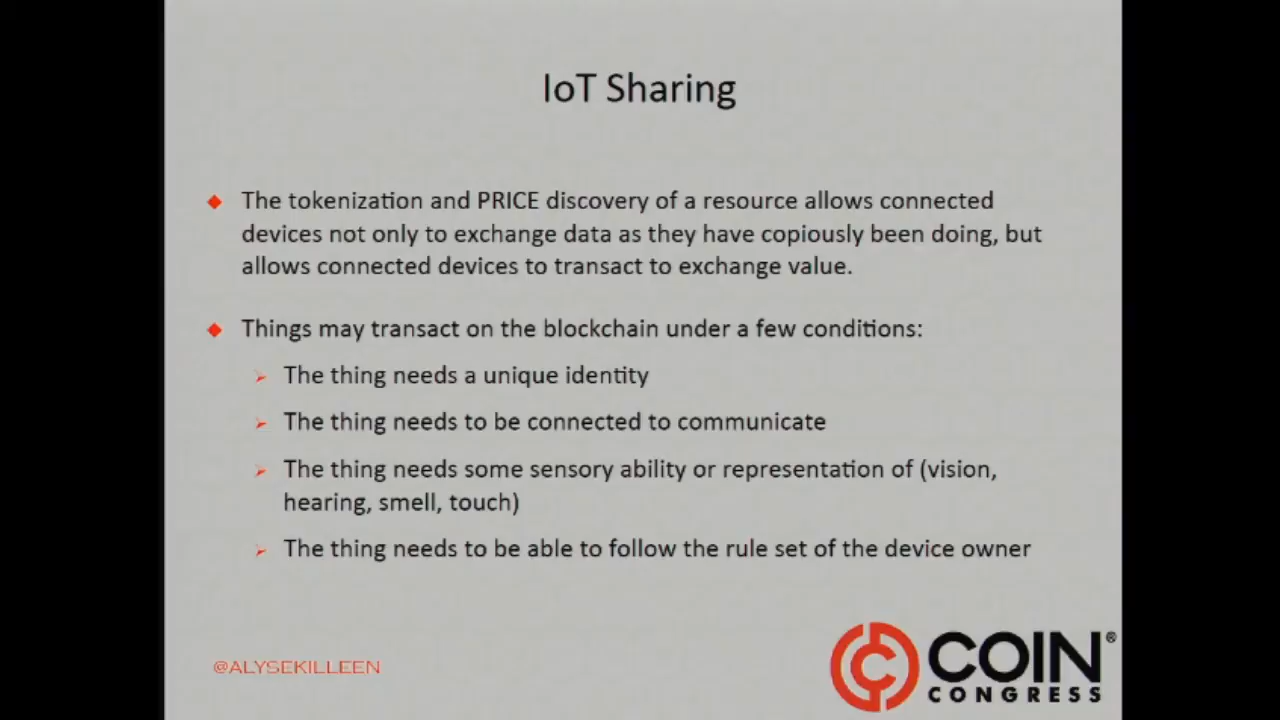 IoT Sharing
The tokenization and PRICE discovery of a resource allows connected
devices not only to exchange data as they have copiously been doing, but
allows connected devices to transact to exchange value.
Things may transact on the blockchain under a few conditions:
The thing needs a unique identity
The thing needs to be connected to communicate
The thing needs some sensory ability or representation of (vision,
hearing, smell, touch)
The thing needs to be able to follow the rule set of the device owner
@ALYSEKILLEEN
COIN®
CONGRESS